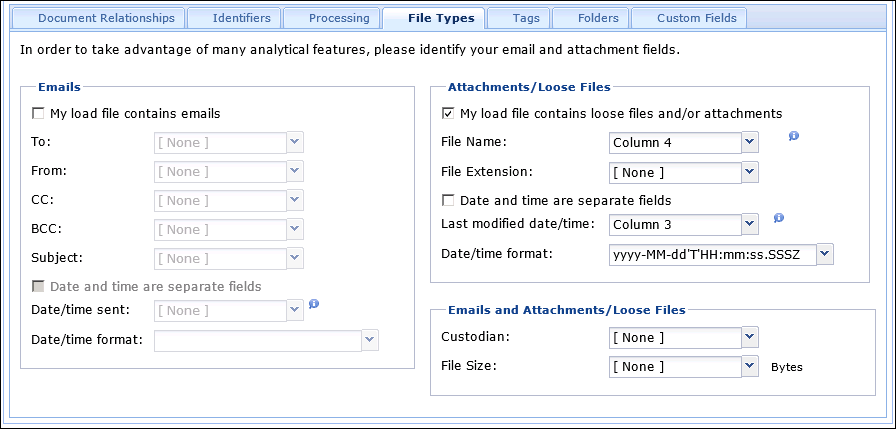 Document Relationships Identifiers Processing File Types Tags Folders Custom Fields
In order to take advantage of many analytical features, please identify your email and attachment fields.
Emails
My load file contains emails
To: [ None ]
From: [ None ]
CC: [ None ]
BCC: [ None ]
Subject: [ None ]
Date and time are separate fields
Date/time sent: [ None ]
Date/time format:
Attachments/Loose Files
My load file contains loose files and/or attachments
File Name: Column 4
File Extension: [ None ]
Date and time are separate fields
Last modified date/time: Column 3
Date/time format: yyyy-MM-dd'T'HH:mm:ss.SSSZ
Emails and Attachments/Loose Files
Custodian: [ None ]
File Size: [ None ] Bytes